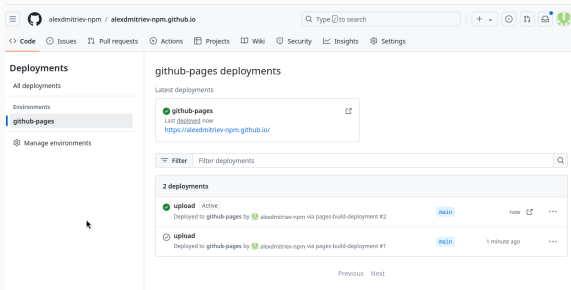 alexdmitriev-npm / alexdmitriev-npm.github.io
Type / to search
Code
Issues
Pull requests
Actions
Projects
Wiki
Security
Insights
Settings
Deployments
All deployments
Environments
github-pages
Manage environments
github-pages deployments
Latest deployments
github-pages
Last deployed now
https://alexdmitriev-npm.github.io/
Filter
Filter deployments
2 deployments
upload Active
Deployed to github-pages by alexdmitriev-npm via pages-build-deployment #2
main
now
upload
Deployed to github-pages by alexdmitriev-npm via pages-build-deployment #1
main
1 minute ago
Previous Next